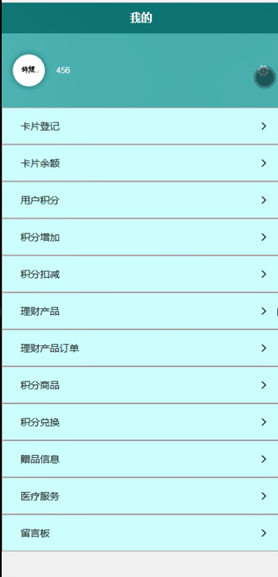 我的
456
卡片登记
卡片余额
用户积分
积分增加
积分扣减
理财产品
理财产品订单
积分商品
积分兑换
赠品信息
医疗服务
留言板